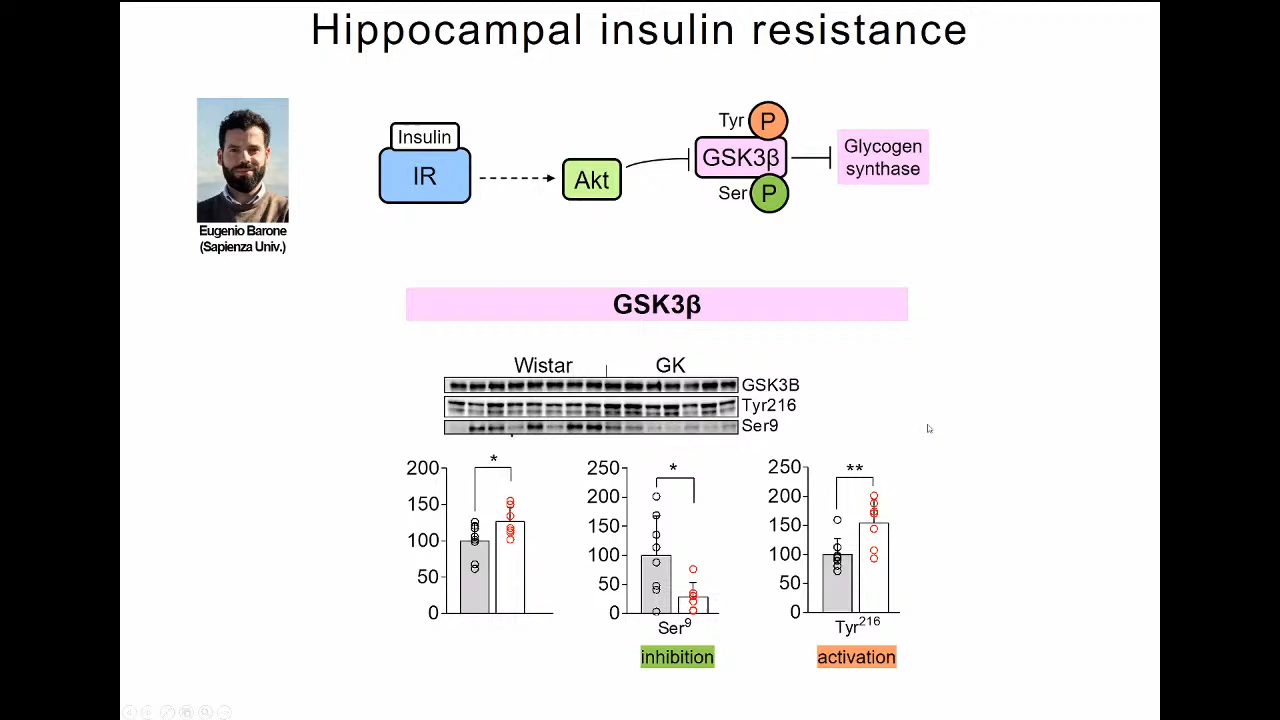 Hippocampal insulin resistance
Eugenio Barone
(Sapienza Univ.)
Insulin
IR
Akt
Tyr P
GSK3β
Ser P
Glycogen
synthase
GSK3β
Wistar GK
GSK3B
Tyr216
Ser9
200
150
100
50
0
*
250
200
150
100
50
0
*
Ser9
inhibition
250
200
150
100
50
0
**
Tyr216
activation